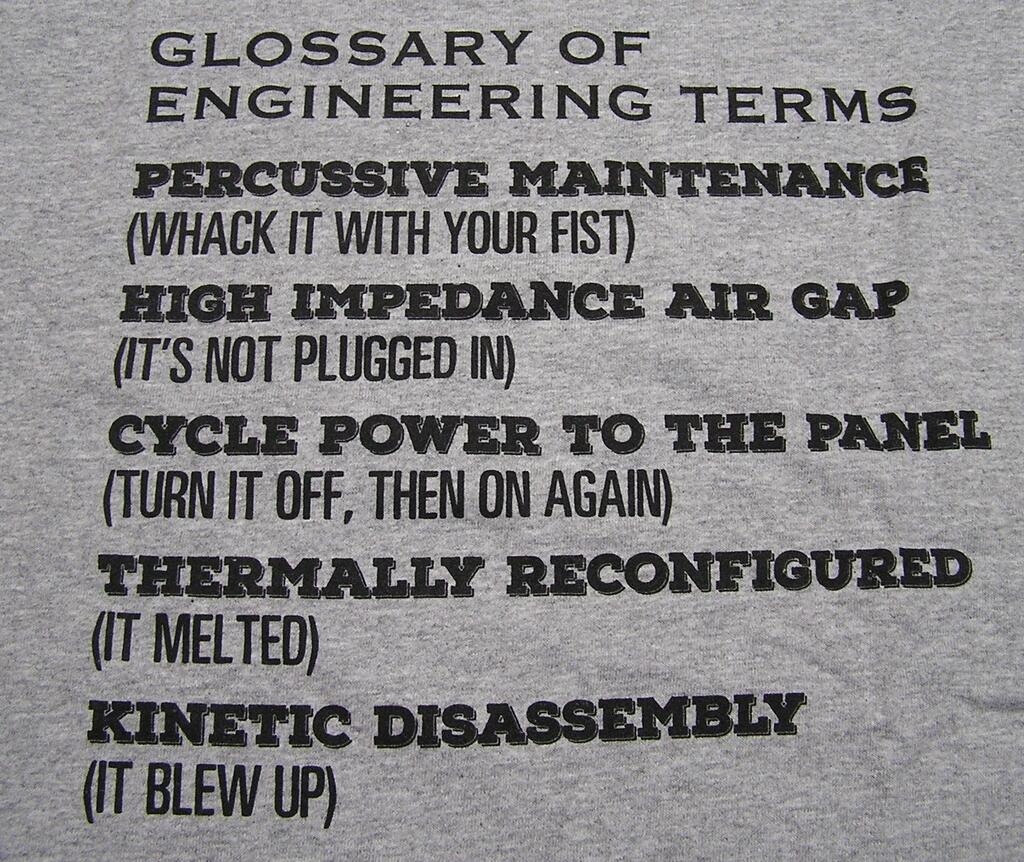 GLOSSARY OF
ENGINEERING TERMS
PERCUSSIVE MAINTENANCE
(WHACK IT WITH YOUR FIST)
HIGH IMPEDANCE AIR GAP
(IT'S NOT PLUGGED IN)
CYCLE POWER TO THE PANEL
(TURN IT OFF, THEN ON AGAIN)
THERMALLY RECONFIGURED
(IT MELTED)
KINETIC DISASSEMBLY
(IT BLEW UP)